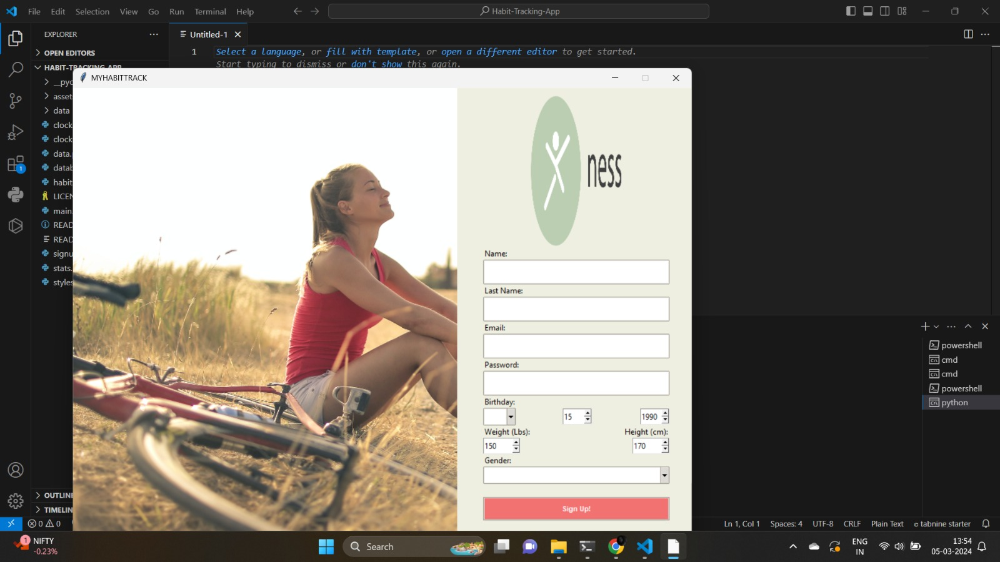 File Edit Selection View Go Run Terminal Help
Habit-Tracking-App
EXPLORER
Untitled-1
OPEN EDITORS
1 Select a language, or fill with template, or open a different editor to get started.
HABIT-TRACKING-APP
Start typing to dismiss or don't show this again.
MYHABITTRACK
__pyc
asset
data
clock
clock
data.
datab
habit
LICEN
main.
READ
READ
signu
stats.
styles
ness
Name:
Last Name:
Email:
Password:
Birthday:
15
1990
Weight (Lbs):
Height (cm):
150
170
Gender:
Sign Up!
powershell
cmd
cmd
powershell
python
1
OUTLINE
TIMELIN
0 0
Ln 1, Col 1 Spaces: 4 UTF-8 CRLF Plain Text tabnine starter
1
NIFTY
-0.23%
Search
ENG
IN
13:54
05-03-2024